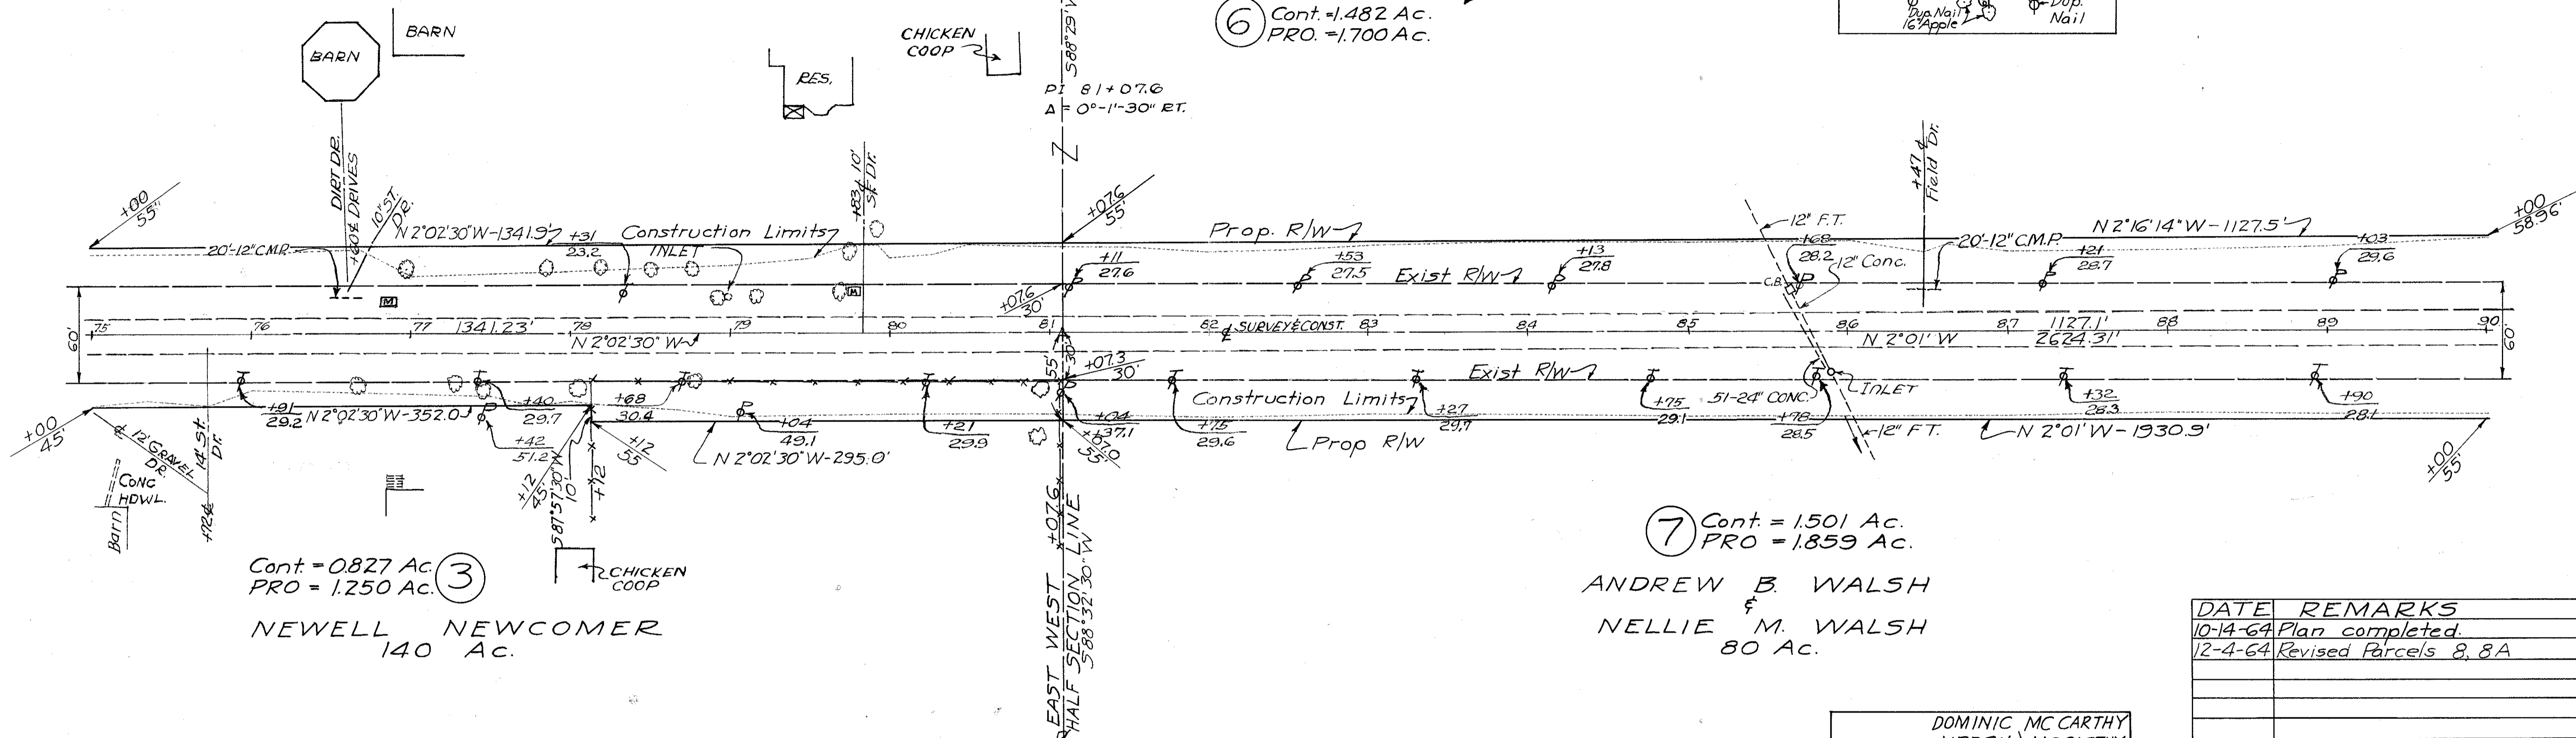 BARN
BARN
RES.
CHICKEN
COOP
S88°29'W
6
Cont. =1.482 Ac.
PRO. =1.700 Ac.
Dup. Nail
16"Apple
Dup.
Nail
PI 81+07.6
Δ = 0°-1'-30" RT.
+00
55'
DIRT DR.
+60 ℄ DRIVES
10" ST.
DR.
+83 ℄ 10'
+07.6
55'
+47 ℄
Field Dr.
+00
58.96'
20'-12" C.M.P.
N 2°02'30"W-1341.9'
+31
23.2
Construction Limits
INLET
Prop. R/W
12" F.T.
N 2°16'14"W-1127.5'
+11
27.6
+53
27.5
Exist R/W
+13
27.8
+68
28.2
12" Conc.
C.B.
20'-12" C.M.P.
+21
28.7
+03
29.6
M
M
+07.6
30'
60'
75
76
77
1341.23'
78
79
80
81
82
℄ SURVEY & CONST.
83
84
85
86
87
1127.1'
88
89
90
60'
N 2°02'30" W
N 2°01' W
2624.31'
55'
30'
+07.3
30'
Exist R/W
INLET
+91
29.2
N 2°02'30"W-352.0'
+40
29.7
+68
30.4
+04
49.1
+21
29.9
+04
37.1
Construction Limits
+75
29.6
+27
29.7
+75
29.1
51-24" CONC.
+78
28.5
+32
28.3
+90
28.1
+00
45'
+42
51.2
+12
55
N 2°02'30"W-295.0'
+07.0
55'
Prop R/W
12" F.T.
N 2°01'W-1930.9'
+00
55'
℄ 12' GRAVEL
DR.
14' St.
Dr.
+72 ℄
CONC
HDWL.
Barn
+12
45'
S87°57'30"W
10'
+12
CHICKEN
COOP
+07.6
EAST WEST
HALF SECTION LINE
S88°32'30"W
Cont. = 0.827 Ac.
PRO = 1.250 Ac.
3
NEWELL NEWCOMER
140 Ac.
7
Cont. = 1.501 Ac.
PRO = 1.859 Ac.
ANDREW B. WALSH
&
NELLIE M. WALSH
80 Ac.
DATE REMARKS
10-14-64 Plan completed.
12-4-64 Revised Parcels 8, 8A
DOMINIC MC CARTHY